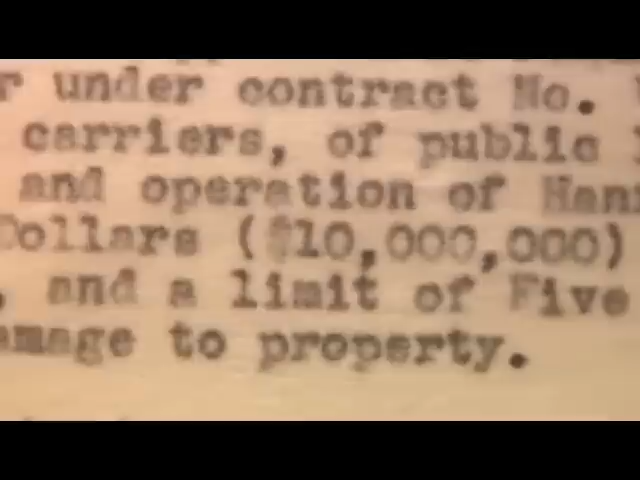 r under contract No.
carriers, of public
and operation of Han
Dollars ($10,000,000)
, and a limit of Five
amage to property.